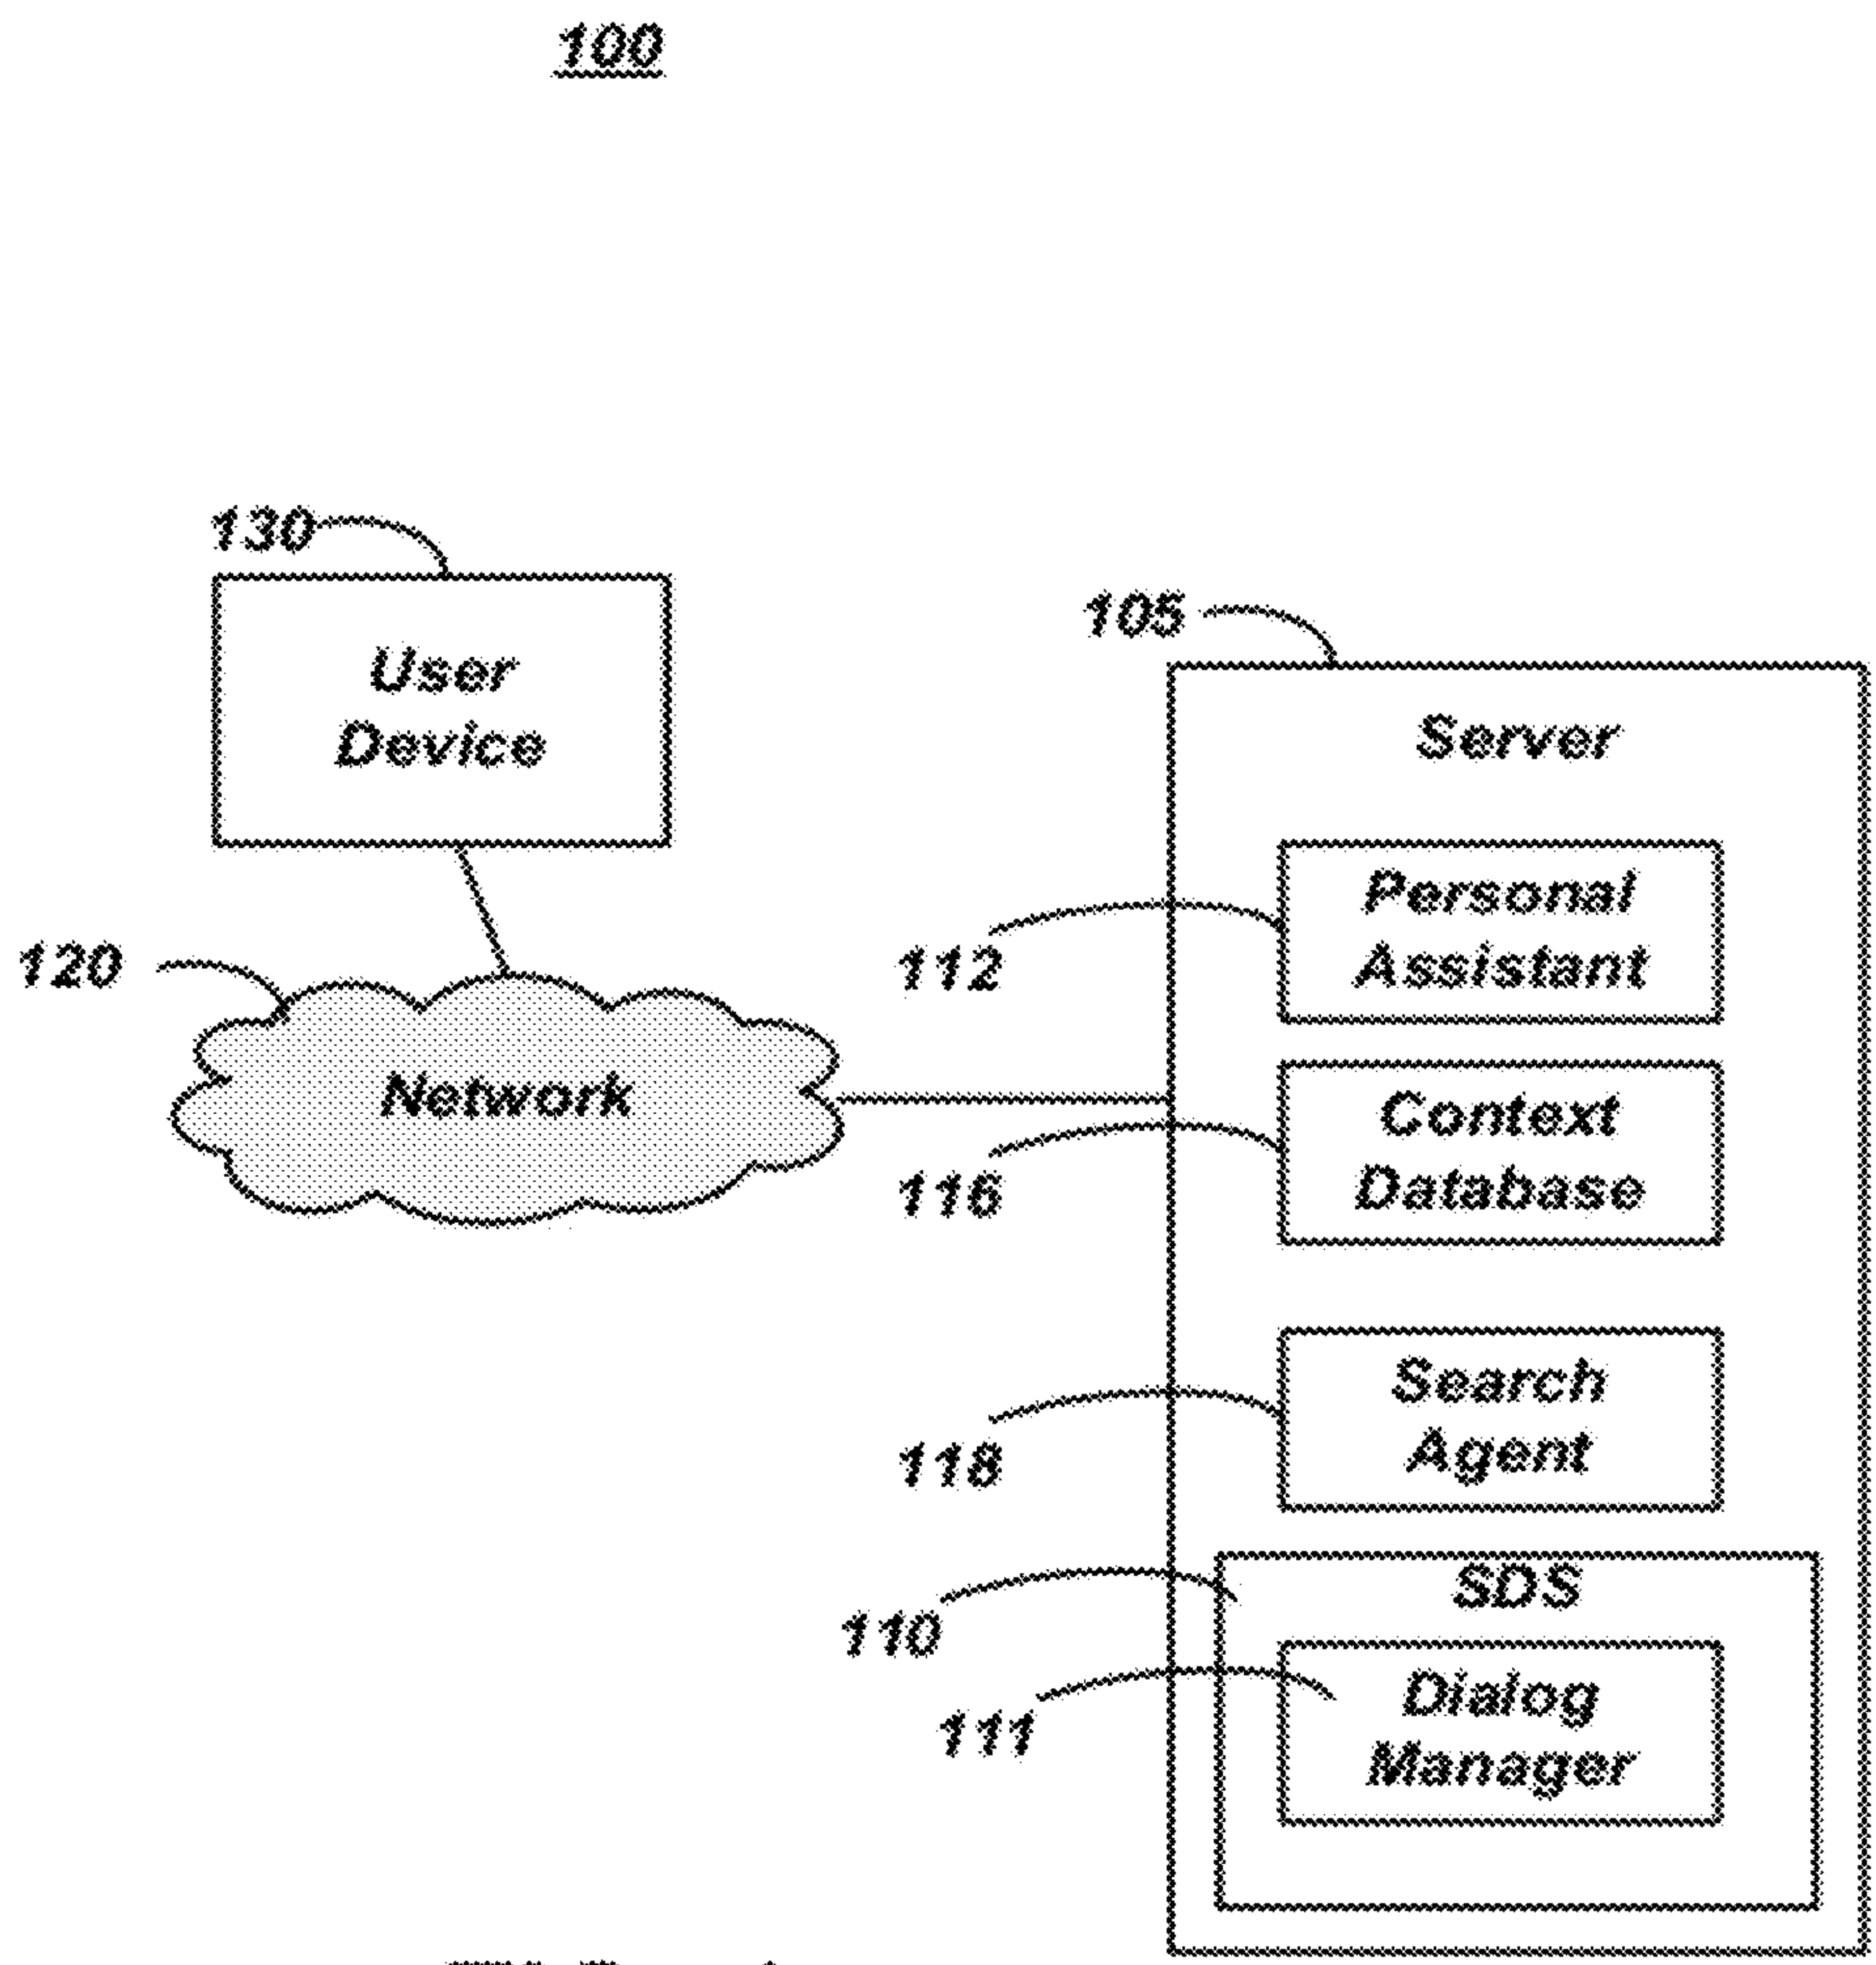 100
130
User
Device
105
Server
112
Personal
Assistant
120
Network
116
Context
Database
118
Search
Agent
110
SDS
111
Dialog
Manager